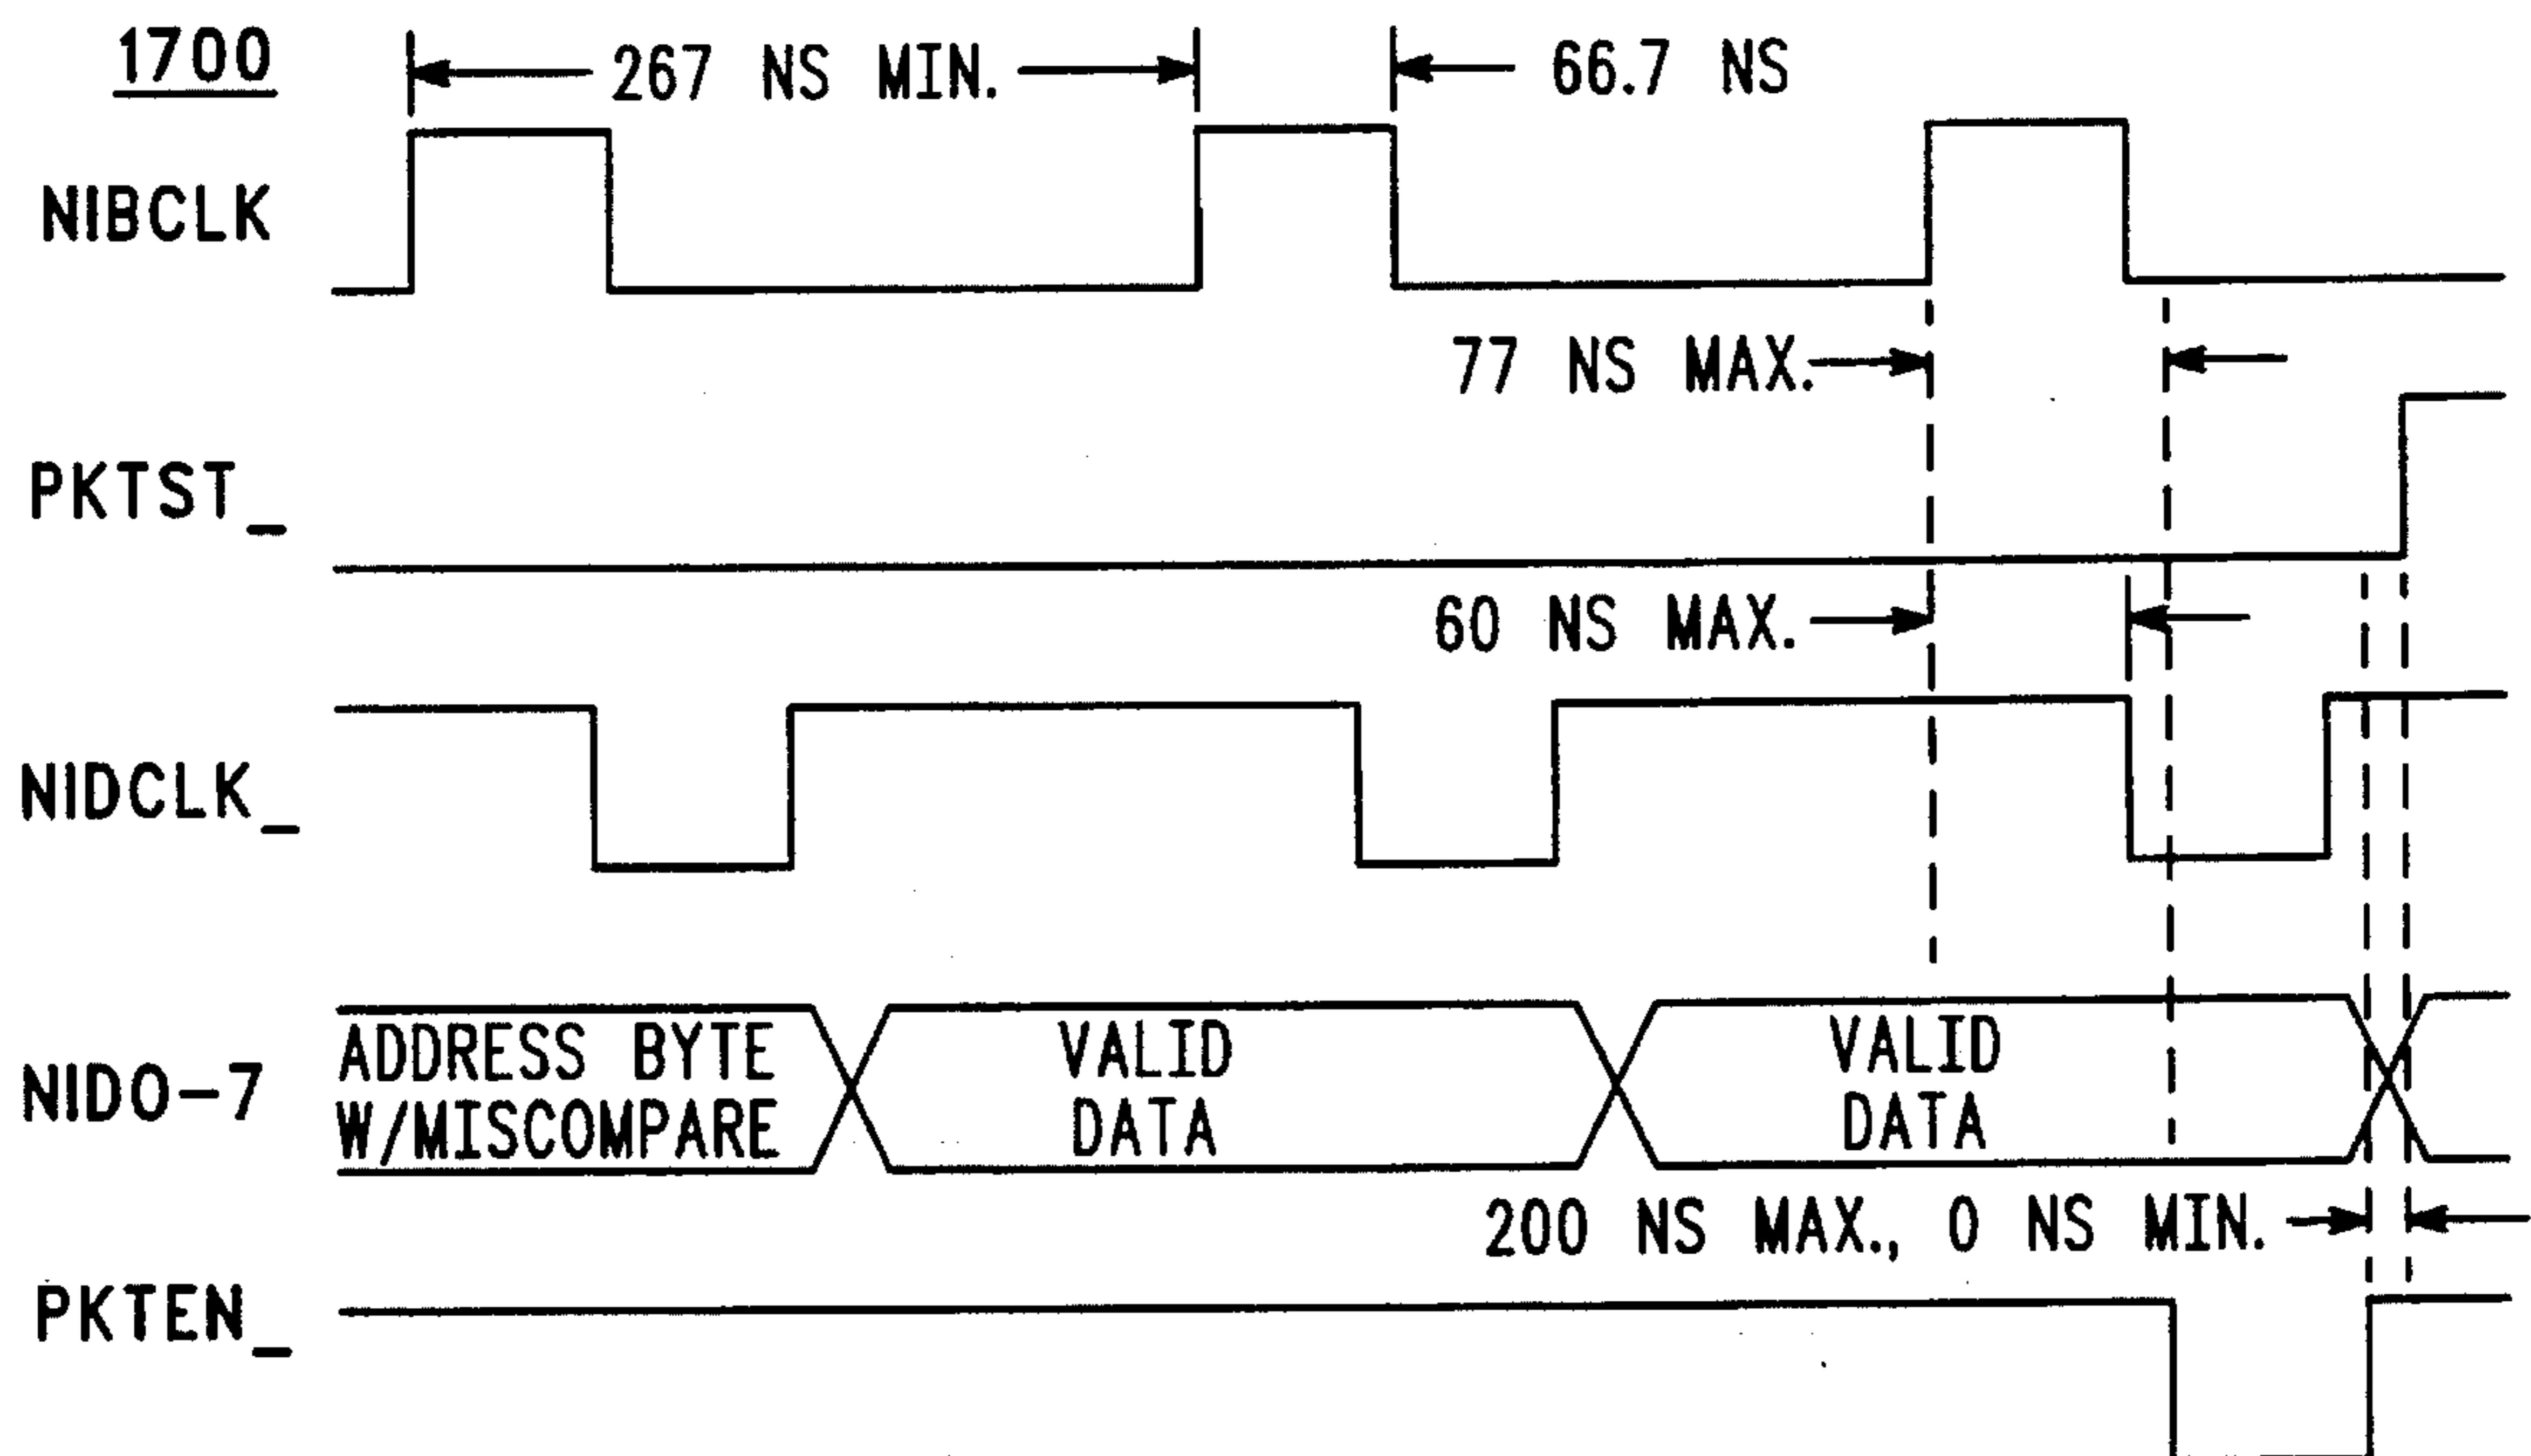 1700
267 NS MIN.
66.7 NS
NIBCLK
77 NS MAX.
PKTST_
60 NS MAX.
NIDCLK_
NIDO-7
ADDRESS BYTE
W/MISCOMPARE
VALID
DATA
VALID
DATA
200 NS MAX., 0 NS MIN.
PKTEN_